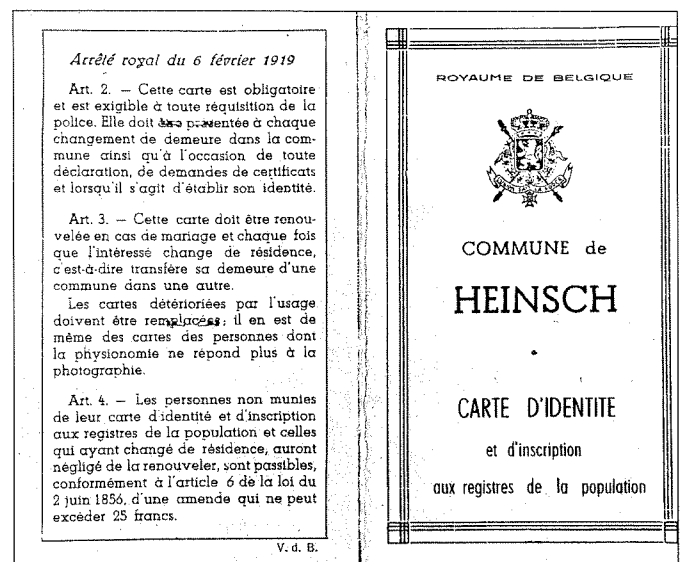 Arrêté royal du 6 février 1919
Art. 2. — Cette carte est obligatoire
et est exigible à toute réquisition de la
police. Elle doit être présentée à chaque
changement de demeure dans la com-
mune ainsi qu'à l'occasion de toute
déclaration, de demandes de certificats
et lorsqu'il s'agit d'établir son identité.
Art. 3. — Cette carte doit être renou-
velée en cas de mariage et chaque fois
que l'intéressé change de résidence,
c'est-à-dire transfère sa demeure d'une
commune dans une autre.
Les cartes détériorées par l'usage
doivent être remplacées; il en est de
même des cartes des personnes dont
la physionomie ne répond plus à la
photographie.
Art. 4. — Les personnes non munies
de leur carte d'identité et d'inscription
aux registres de la population et celles
qui ayant changé de résidence, auront
négligé de la renouveler, sont passibles,
conformément à l'article 6 de la loi du
2 juin 1856, d'une amende qui ne peut
excéder 25 francs.
V. d. B.
ROYAUME DE BELGIQUE
COMMUNE de
HEINSCH
CARTE D'IDENTITE
et d'inscription
aux registres de la population